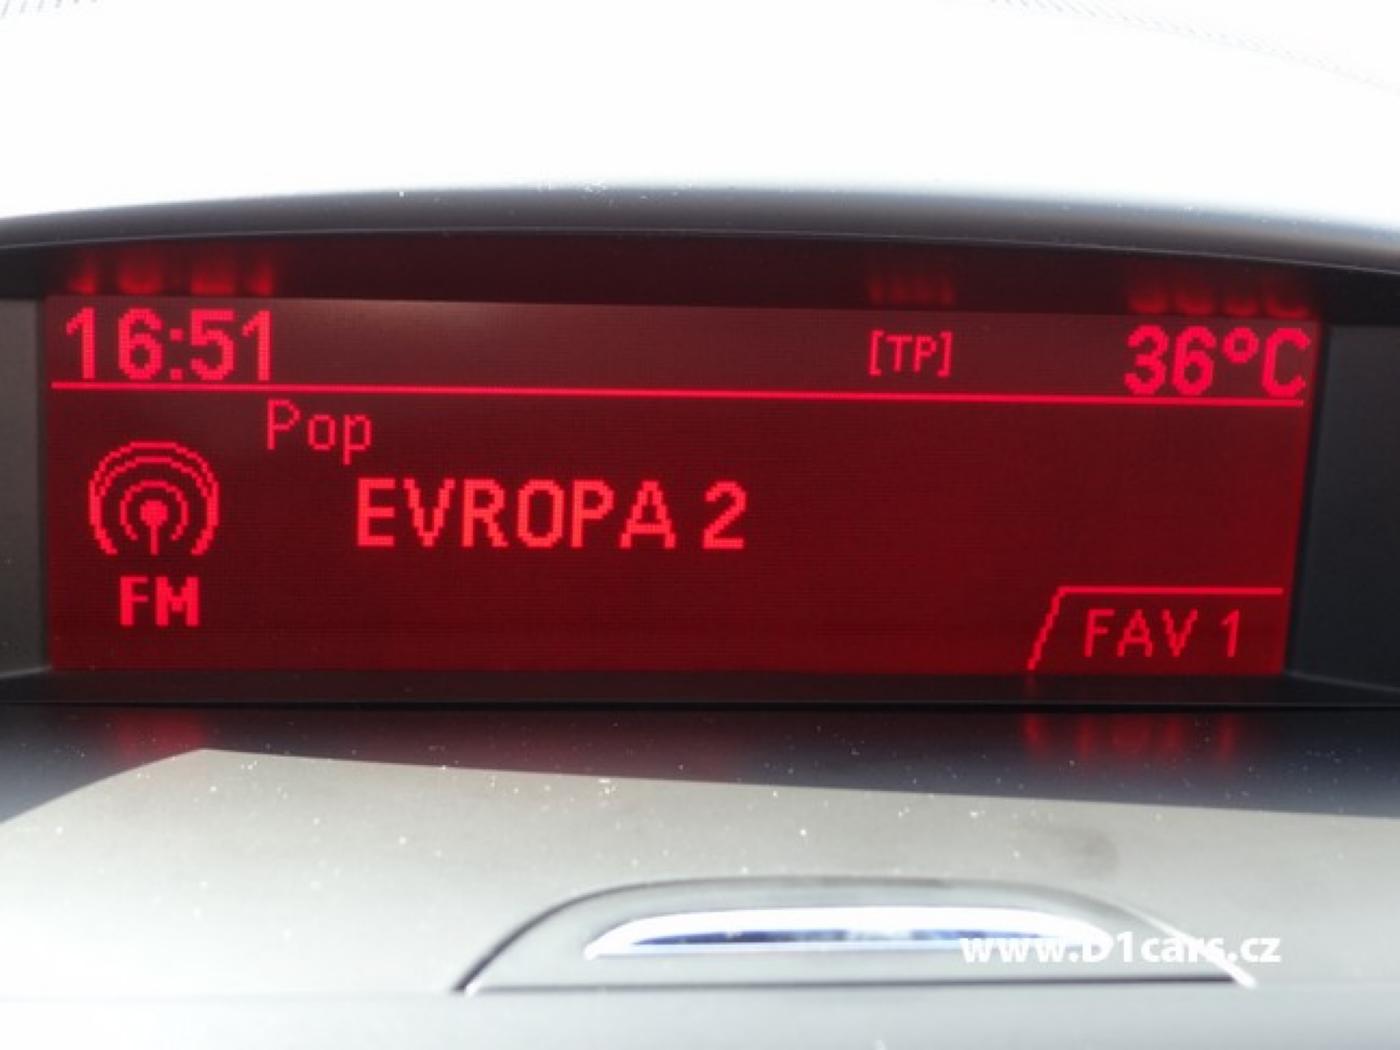 16:51 [TP] 36°C
Pop
EVROPA 2
FM
FAV 1
www.D1cars.cz